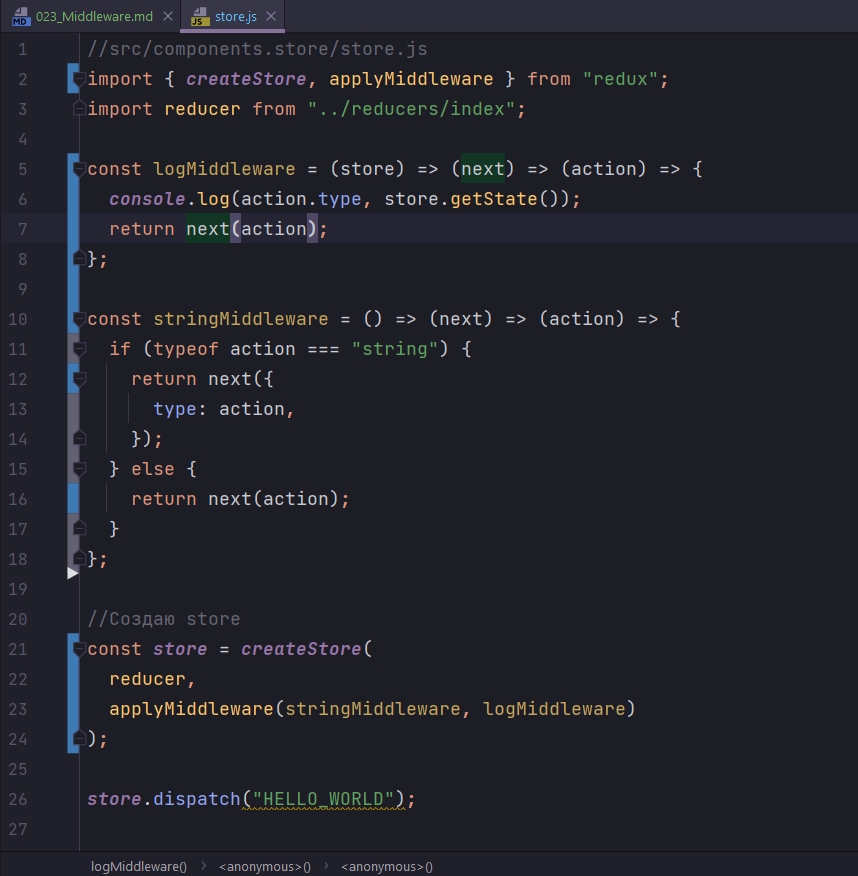 MD 023_Middleware.md JS store.js
1 //src/components.store/store.js
2 import { createStore, applyMiddleware } from "redux";
3 import reducer from "../reducers/index";
4
5 const logMiddleware = (store) => (next) => (action) => {
6   console.log(action.type, store.getState());
7   return next(action);
8 };
9
10 const stringMiddleware = () => (next) => (action) => {
11   if (typeof action === "string") {
12     return next({
13       type: action,
14     });
15   } else {
16     return next(action);
17   }
18 };
19
20 //Создаю store
21 const store = createStore(
22   reducer,
23   applyMiddleware(stringMiddleware, logMiddleware)
24 );
25
26 store.dispatch("HELLO_WORLD");
27
logMiddleware() > <anonymous>() > <anonymous>()